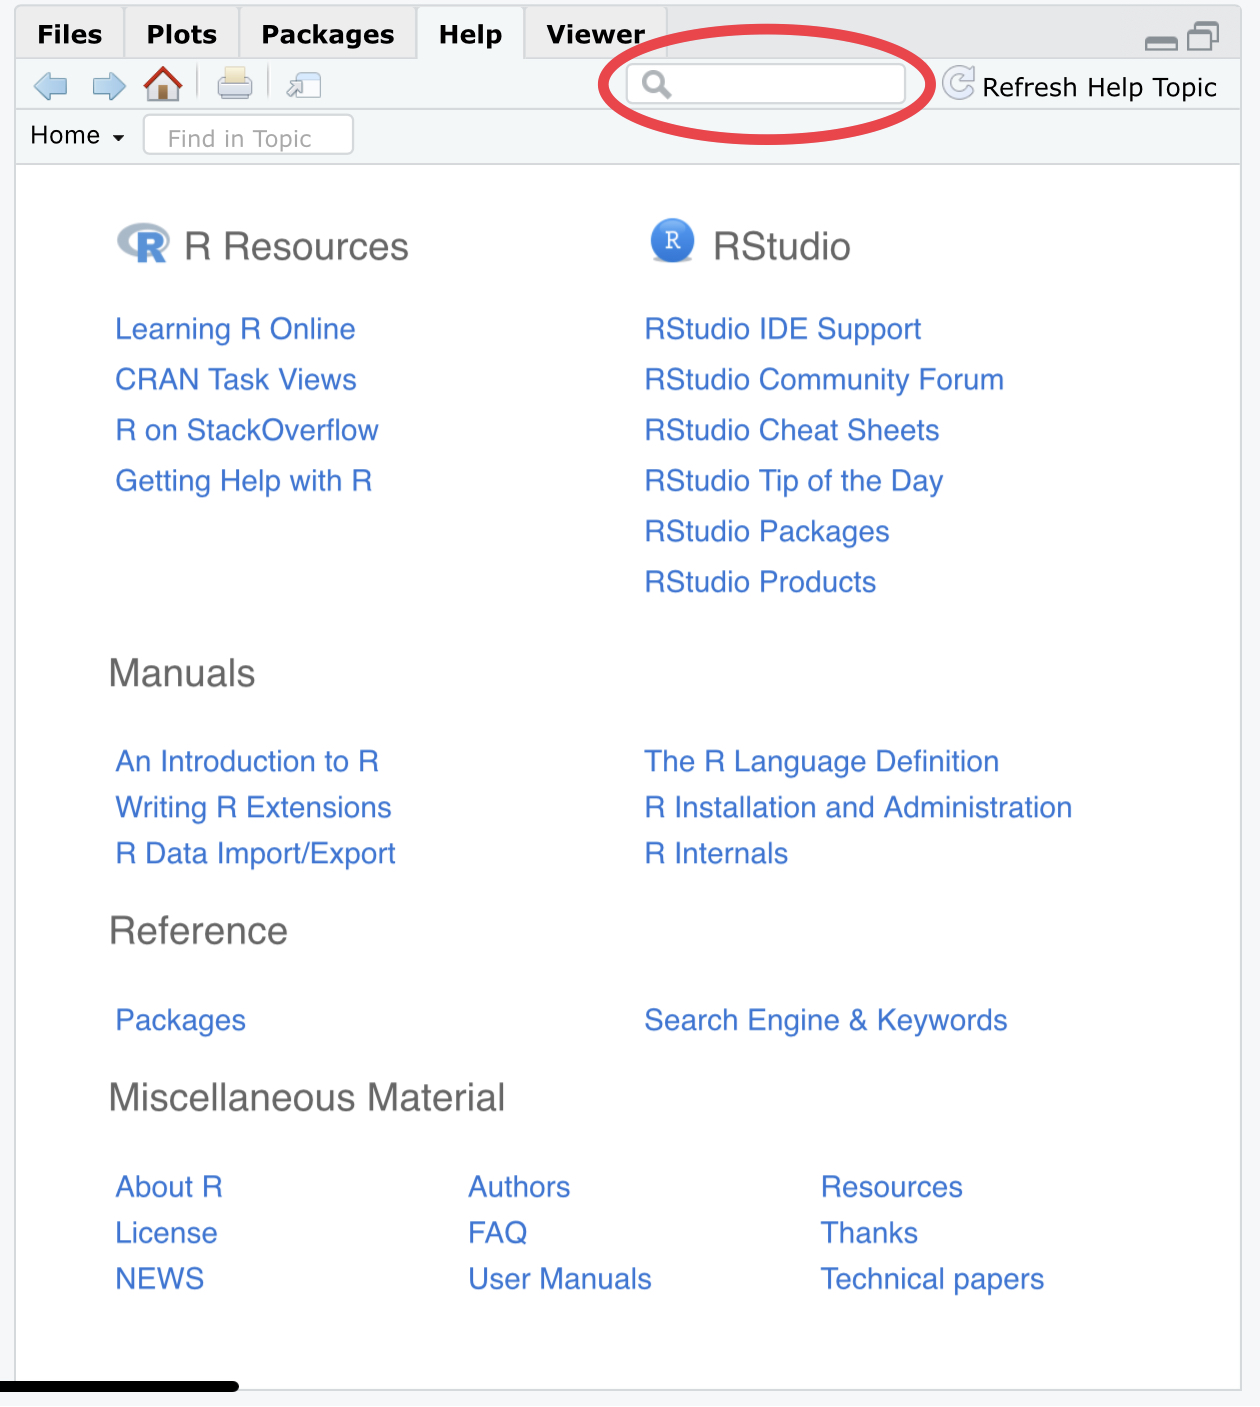 Files Plots Packages Help Viewer
Refresh Help Topic
Home Find in Topic
R Resources
RStudio
Learning R Online
CRAN Task Views
R on StackOverflow
Getting Help with R
RStudio IDE Support
RStudio Community Forum
RStudio Cheat Sheets
RStudio Tip of the Day
RStudio Packages
RStudio Products
Manuals
An Introduction to R
Writing R Extensions
R Data Import/Export
The R Language Definition
R Installation and Administration
R Internals
Reference
Packages
Search Engine & Keywords
Miscellaneous Material
About R
License
NEWS
Authors
FAQ
User Manuals
Resources
Thanks
Technical papers